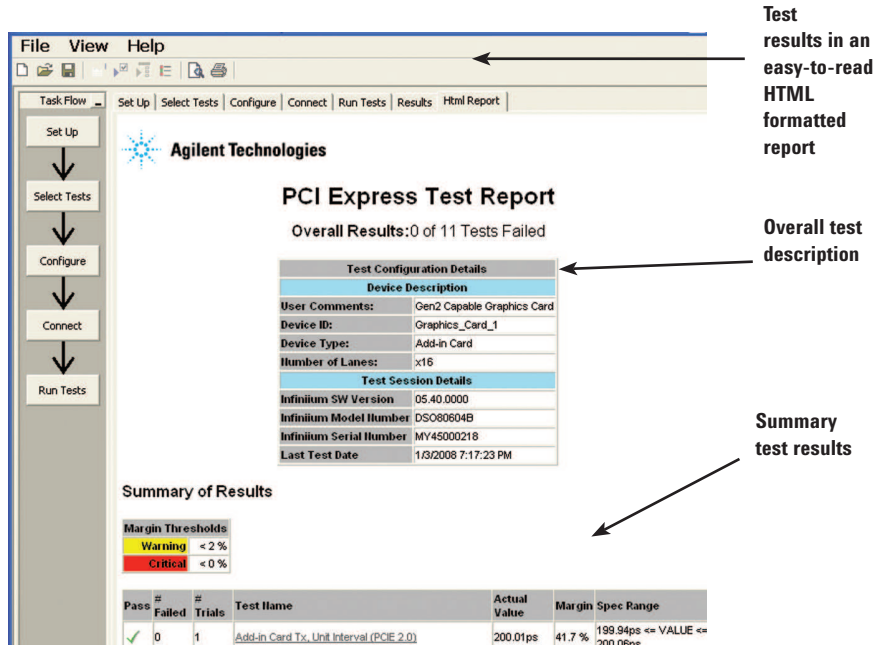 Test
results in an
easy-to-read
HTML
formatted
report
File View Help
Task Flow
Set Up Select Tests Configure Connect Run Tests Results Html Report
Set Up
Select Tests
Configure
Connect
Run Tests
Agilent Technologies
PCI Express Test Report
Overall Results:0 of 11 Tests Failed
Overall test
description
Test Configuration Details
Device Description
User Comments: Gen2 Capable Graphics Card
Device ID: Graphics_Card_1
Device Type: Add-in Card
Number of Lanes: x16
Test Session Details
Infiniium SW Version 05.40.0000
Infiniium Model Number DSO80604B
Infiniium Serial Number MY45000218
Last Test Date 1/3/2008 7:17:23 PM
Summary
test results
Summary of Results
Margin Thresholds
Warning < 2 %
Critical < 0 %
Pass # Failed # Trials Test Name Actual Value Margin Spec Range
0 1 Add-in Card Tx, Unit Interval (PCIE 2.0) 200.01ps 41.7 % 199.94ps <= VALUE <=
200.06ps